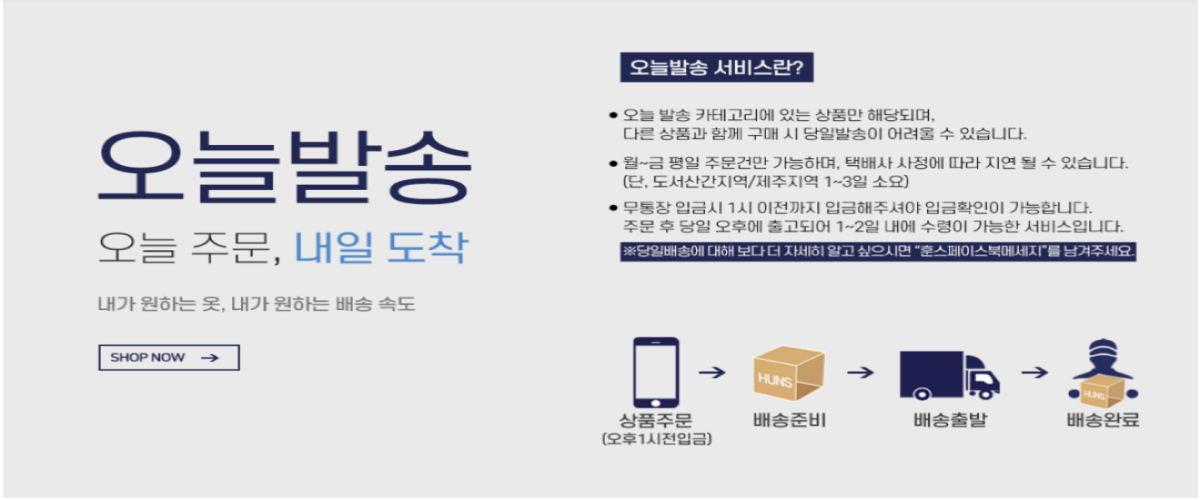 오늘발송
오늘 주문, 내일 도착
내가 원하는 옷, 내가 원하는 배송 속도
SHOP NOW →
오늘발송 서비스란?
● 오늘 발송 카테고리에 있는 상품만 해당되며,
다른 상품과 함께 구매 시 당일발송이 어려울 수 있습니다.
● 월~금 평일 주문건만 가능하며, 택배사 사정에 따라 지연 될 수 있습니다.
(단, 도서산간지역/제주지역 1~3일 소요)
● 무통장 입금시 1시 이전까지 입금해주셔야 입금확인이 가능합니다.
주문 후 당일 오후에 출고되어 1~2일 내에 수령이 가능한 서비스입니다.
※당일배송에 대해 보다 더 자세히 알고 싶으시면 “훈스페이스북메세지”를 남겨주세요.
HUNS
HUNS
상품주문
(오후1시전입금)
배송준비
배송출발
배송완료